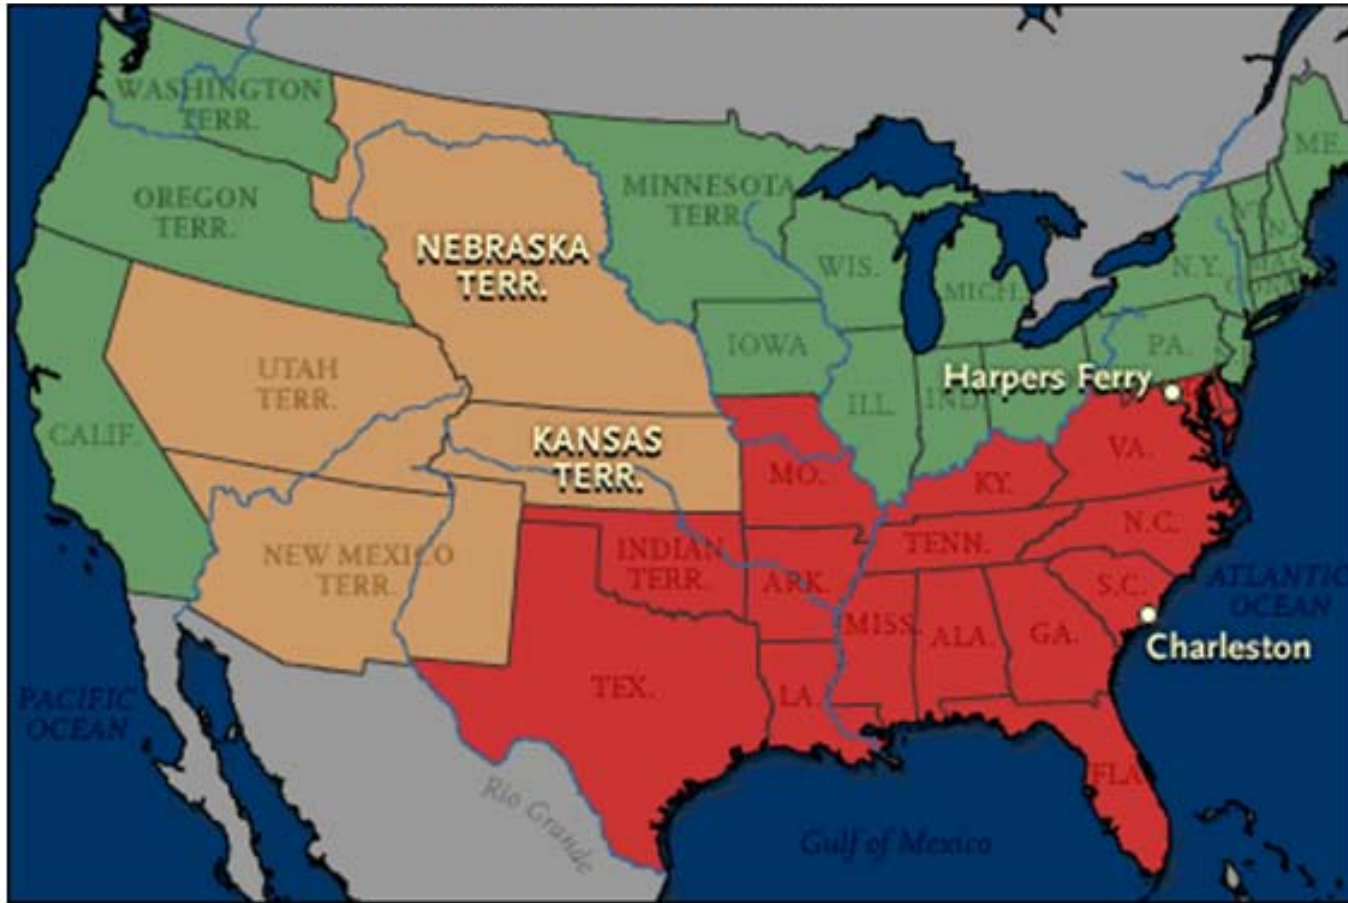 WASHINGTON
TERR.
ME.
OREGON
TERR.
MINNESOTA
TERR.
NEBRASKA
TERR.
WIS.
MICH.
N.Y.
IOWA
PA.
UTAH
TERR.
Harpers Ferry
ILL.
IND.
CALIF.
KANSAS
TERR.
MO.
KY.
VA.
N.C.
NEW MEXICO
TERR.
INDIAN
TERR.
TENN.
ARK.
S.C.
ATLANTIC
OCEAN
MISS.
ALA.
GA.
Charleston
TEX.
LA.
PACIFIC
OCEAN
FLA.
Rio Grande
Gulf of Mexico